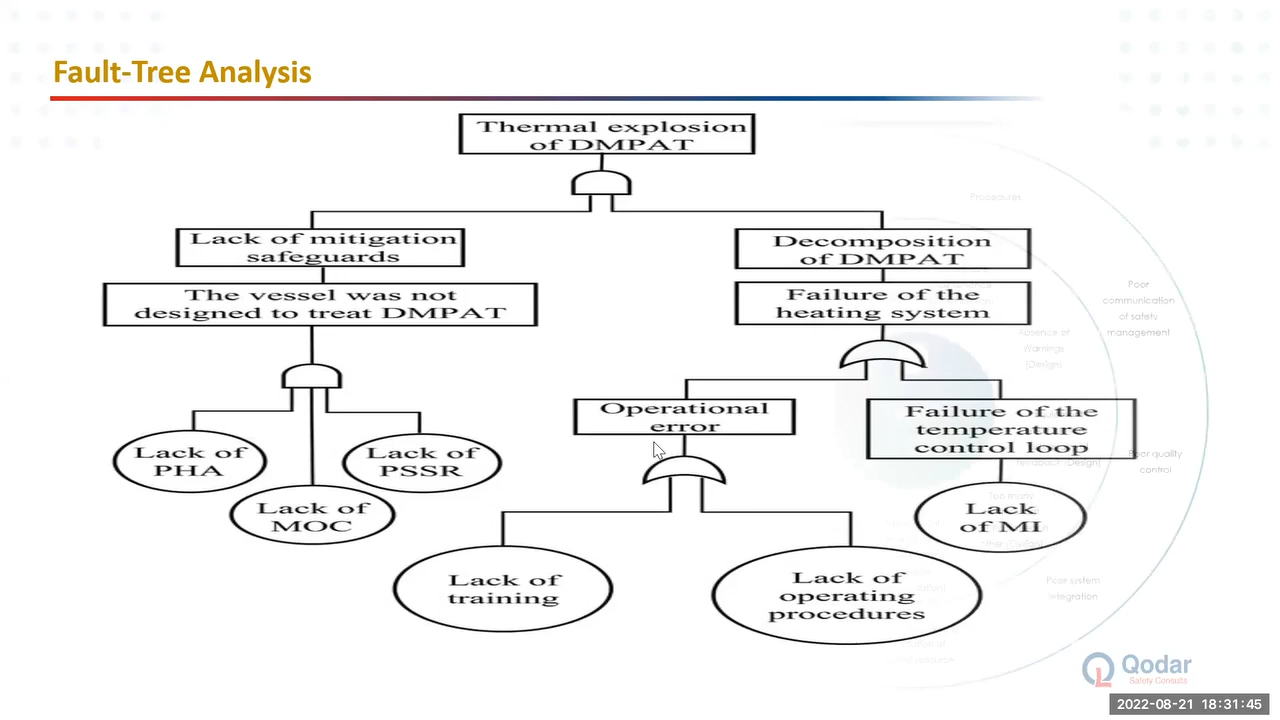 Fault-Tree Analysis
Thermal explosion
of DMPAT
Procedures
Lack of mitigation
safeguards
Decomposition
of DMPAT
The vessel was not
designed to treat DMPAT
Failure of the
heating system
Poor
communication
of safety
management
Absence of
Warnings
(Design)
Operational
error
Failure of the
temperature
control loop
Lack of
PHA
Lack of
PSSR
Poor quality
control
Lack of
MOC
Too many
Lack
of MI
Lack of
training
Lack of
operating
procedures
Poor system
integration
Qodar
Safety Consults
2022-08-21 18:31:45